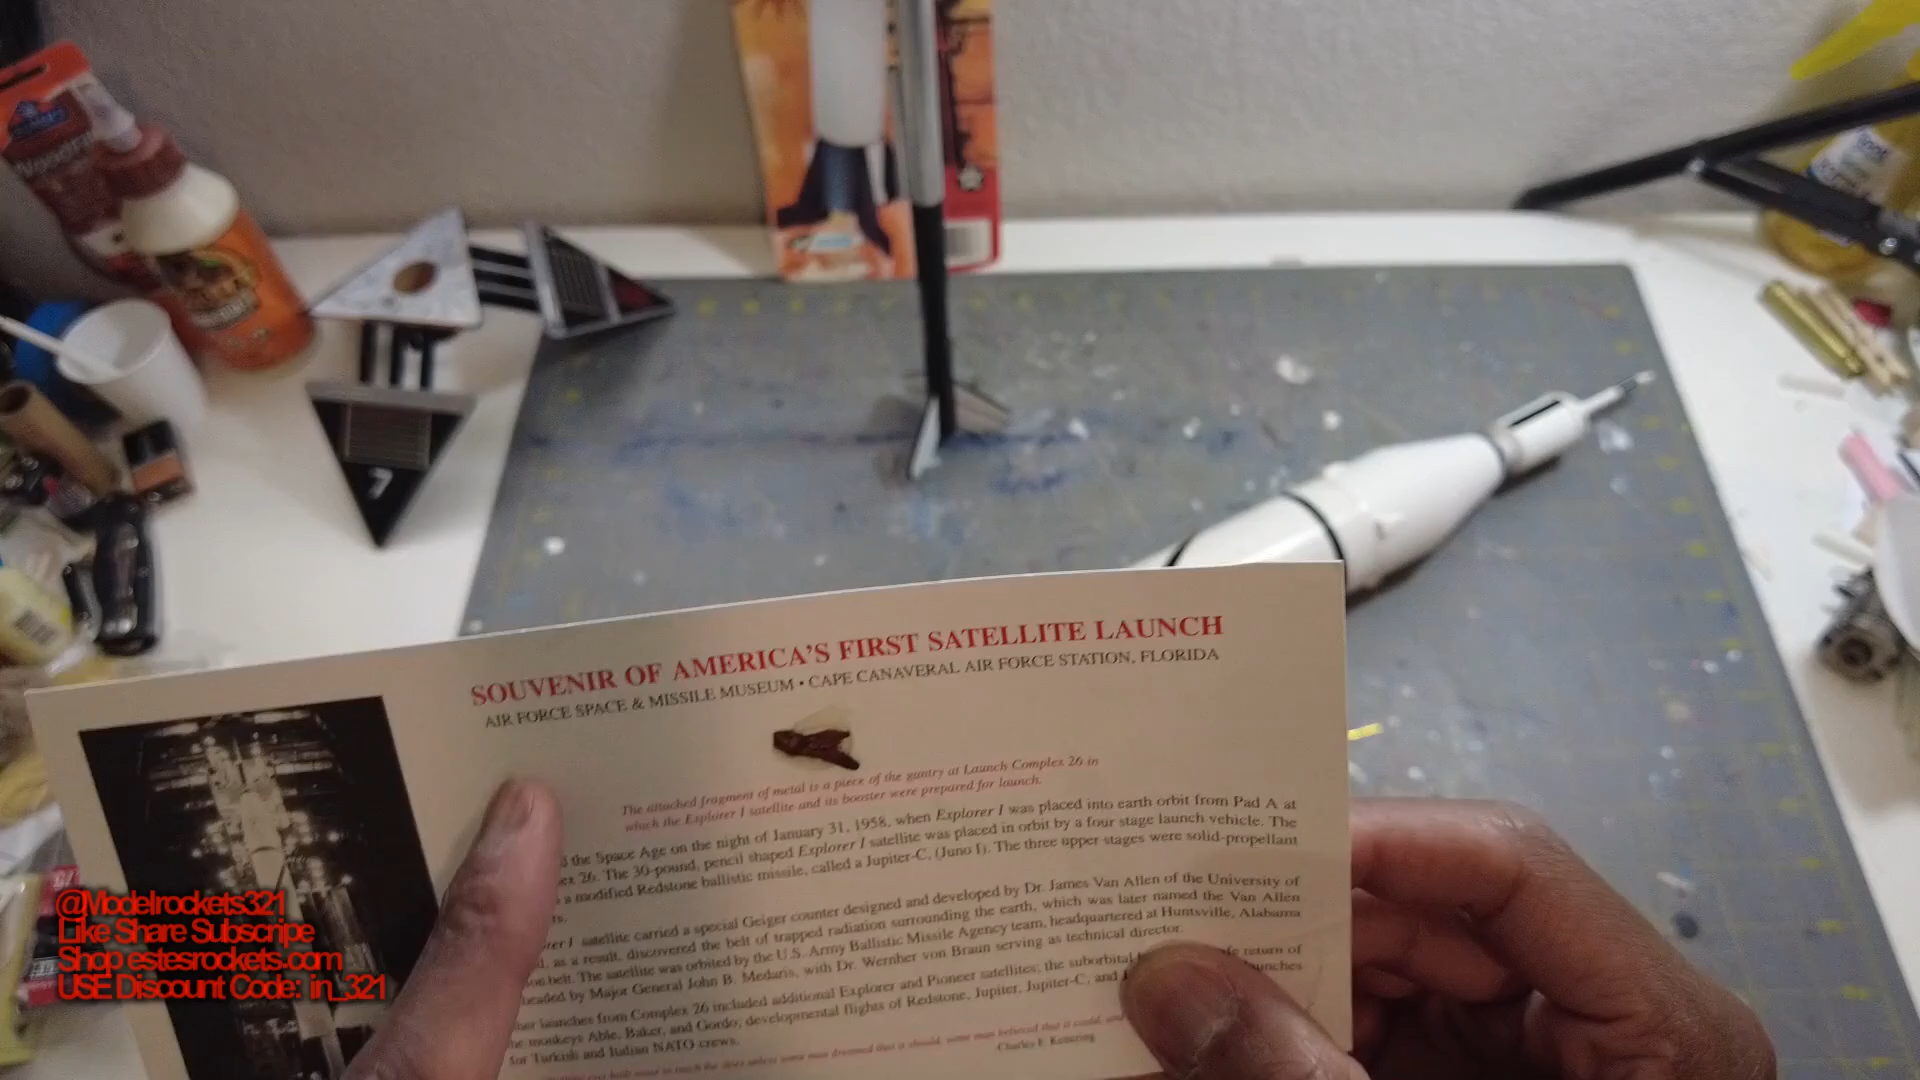 SOUVENIR OF AMERICA'S FIRST SATELLITE LAUNCH
AIR FORCE SPACE & MISSILE MUSEUM • CAPE CANAVERAL AIR FORCE STATION, FLORIDA
The attached fragment of metal is a piece of the gantry at Launch Complex 26 in
which the Explorer I satellite and its booster were prepared for launch.
the Space Age on the night of January 31, 1958, when Explorer I was placed into earth orbit from Pad A at
26. The 30-pound, pencil shaped Explorer I satellite was placed in orbit by a four stage launch vehicle. The
a modified Redstone ballistic missile, called a Jupiter-C, (Juno I). The three upper stages were solid-propellant
satellite carried a special Geiger counter designed and developed by Dr. James Van Allen of the University of
as a result, discovered the belt of trapped radiation surrounding the earth, which was later named the Van Allen
belt. The satellite was orbited by the U.S. Army Ballistic Missile Agency team, headquartered at Huntsville, Alabama
headed by Major General John B. Medaris, with Dr. Wernher von Braun serving as technical director.
launches from Complex 26 included additional Explorer and Pioneer satellites; the suborbital return of
monkeys Able, Baker, and Gordo; developmental flights of Redstone, Jupiter, Jupiter-C, and
for Turkish and Italian NATO crews.
Charles F. Kettering
7
@Modelrockets321
Like Share Subscripe
Shop estesrockets.com
USE Discount Code: in_321